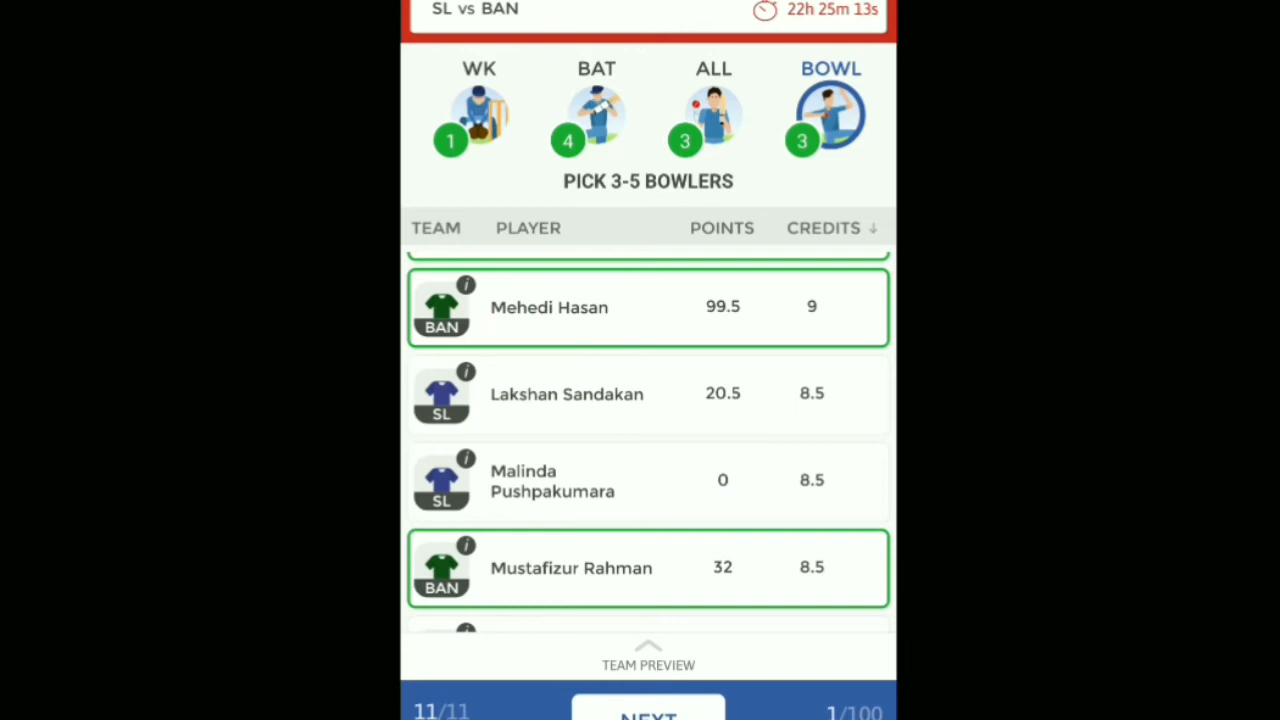 SL vs BAN 22h 25m 13s
WK BAT ALL BOWL
1 4 3 3
PICK 3-5 BOWLERS
TEAM PLAYER POINTS CREDITS ↓
i
BAN Mehedi Hasan 99.5 9
i
SL Lakshan Sandakan 20.5 8.5
i
SL Malinda
Pushpakumara 0 8.5
i
BAN Mustafizur Rahman 32 8.5
i
TEAM PREVIEW
11/11 NEXT 1/100